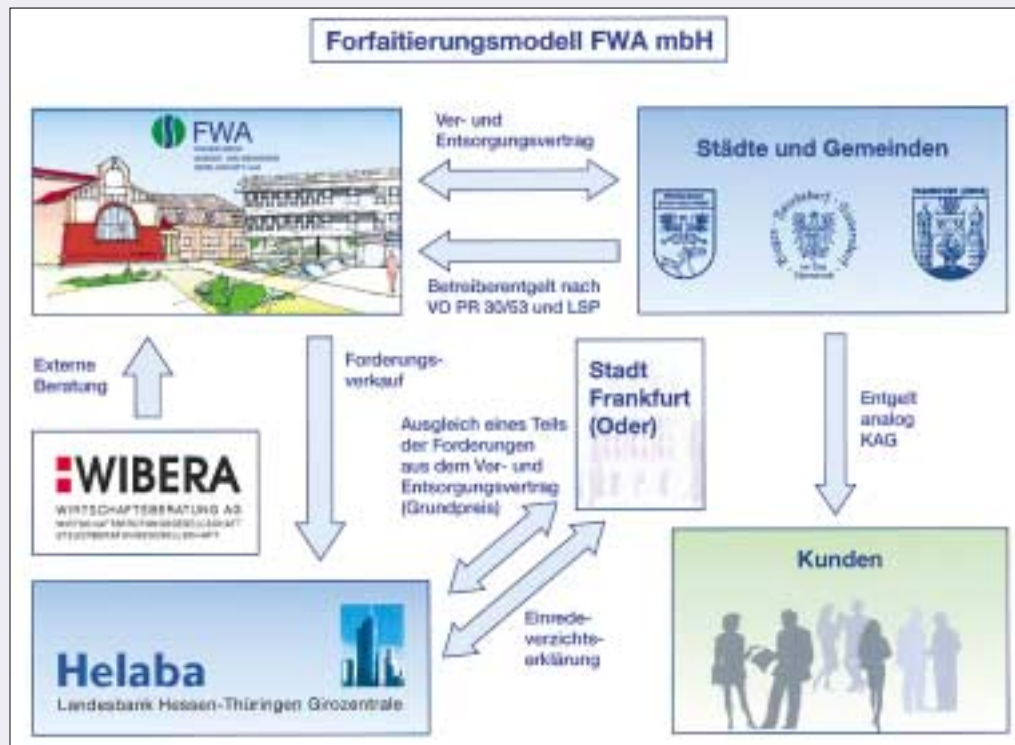 Forfaitierungsmodell FWA mbH
FWA
Ver- und
Entsorgungsvertrag
Städte und Gemeinden
Betreiberentgelt nach
VO PR 30/53 und LSP
Externe
Beratung
Forderungs-
verkauf
Stadt
Frankfurt
(Oder)
Entgelt
analog
KAG
Ausgleich eines Teils
der Forderungen
aus dem Ver- und
Entsorgungsvertrag
(Grundpreis)
WIBERA
WIRTSCHAFTSBERATUNG AG
WIRTSCHAFTSPRÜFUNGSGESELLSCHAFT
STEUERBERATUNGSGESELLSCHAFT
Kunden
Einrede-
verzichts-
erklärung
Helaba
Landesbank Hessen-Thüringen Girozentrale